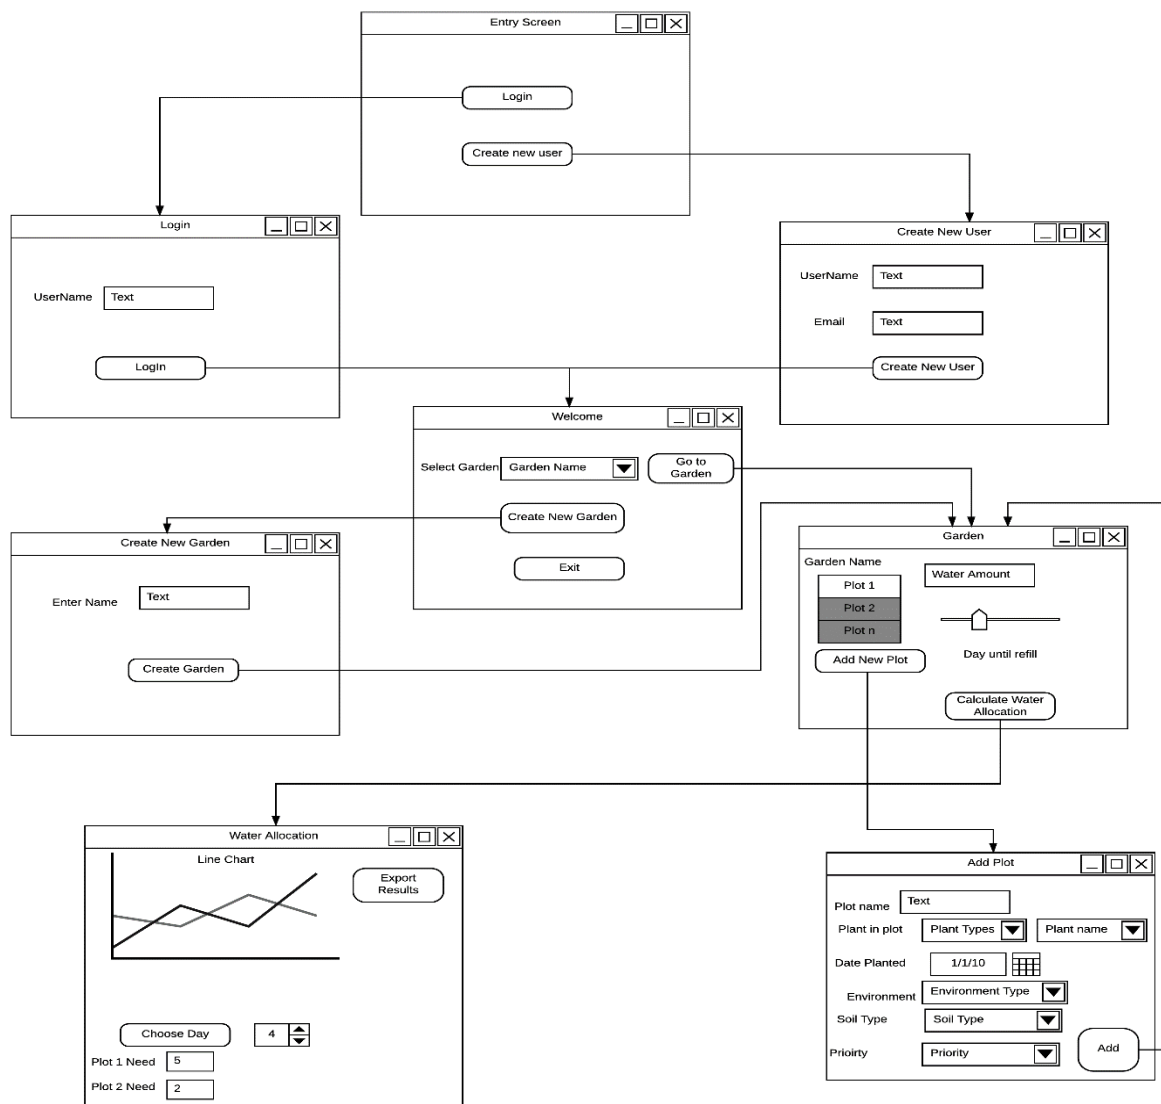 Entry Screen
Login
Create new user
Login
UserName Text
LogIn
Create New User
UserName Text
Email Text
Create New User
Welcome
Select Garden Garden Name
Go to
Garden
Create New Garden
Exit
Create New Garden
Enter Name Text
Create Garden
Garden
Garden Name
Plot 1
Plot 2
Plot n
Add New Plot
Water Amount
Day until refill
Calculate Water
Allocation
Water Allocation
Line Chart
Export
Results
Choose Day 4
Plot 1 Need 5
Plot 2 Need 2
Add Plot
Plot name Text
Plant in plot Plant Types Plant name
Date Planted 1/1/10
Environment Environment Type
Soil Type Soil Type
Prioirty Priority
Add